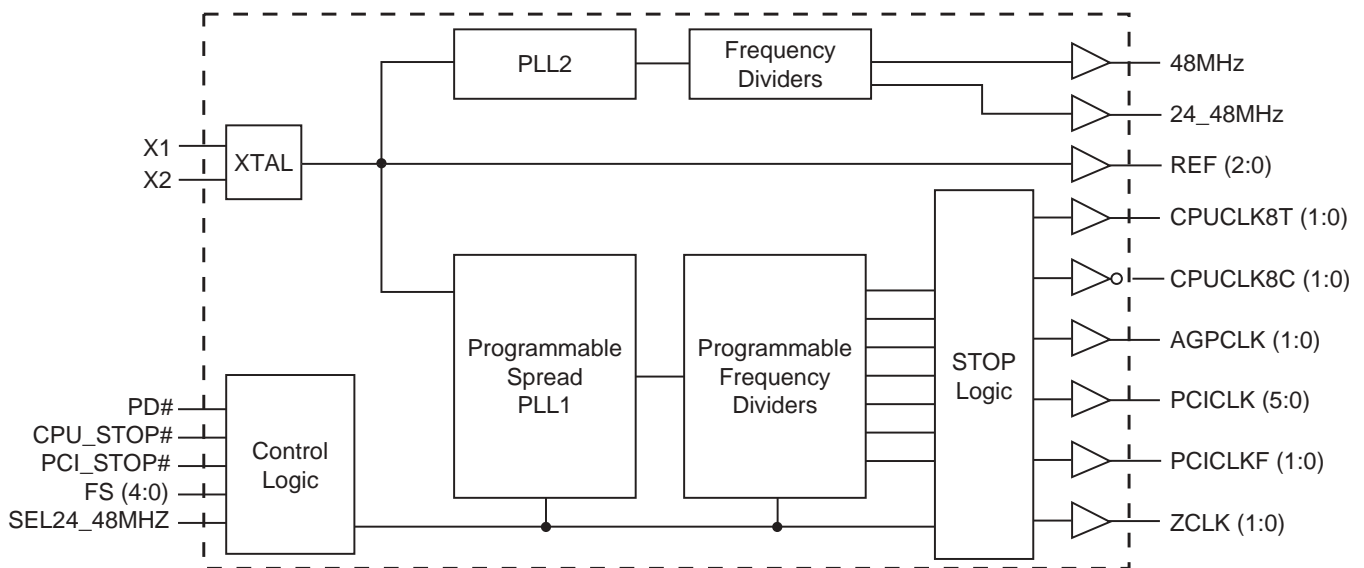 PLL2
Frequency
Dividers
48MHz
24_48MHz
X1
X2
XTAL
REF (2:0)
CPUCLK8T (1:0)
CPUCLK8C (1:0)
AGPCLK (1:0)
PCICLK (5:0)
PCICLKF (1:0)
ZCLK (1:0)
Programmable
Spread
PLL1
Programmable
Frequency
Dividers
STOP
Logic
PD#
CPU_STOP#
PCI_STOP#
FS (4:0)
SEL24_48MHZ
Control
Logic